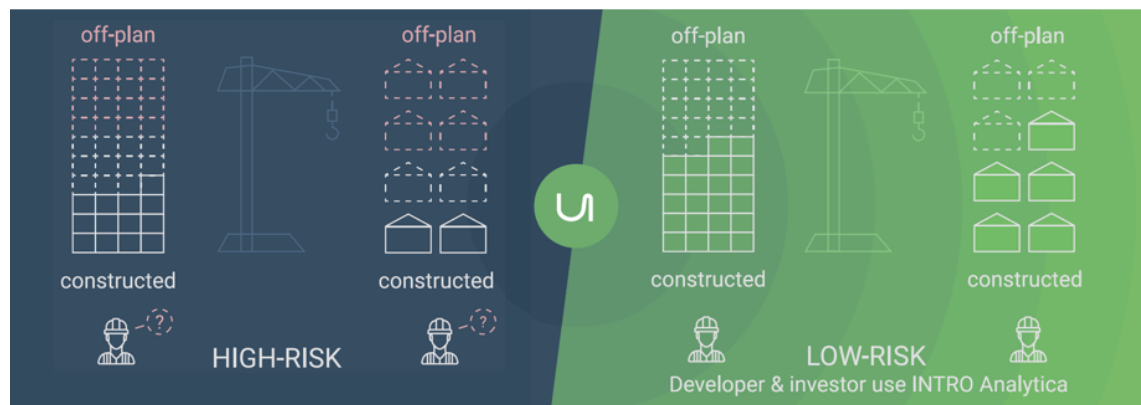 off-plan
off-plan
constructed
constructed
?
?
HIGH-RISK
off-plan
off-plan
constructed
constructed
LOW-RISK
Developer & investor use INTRO Analytica